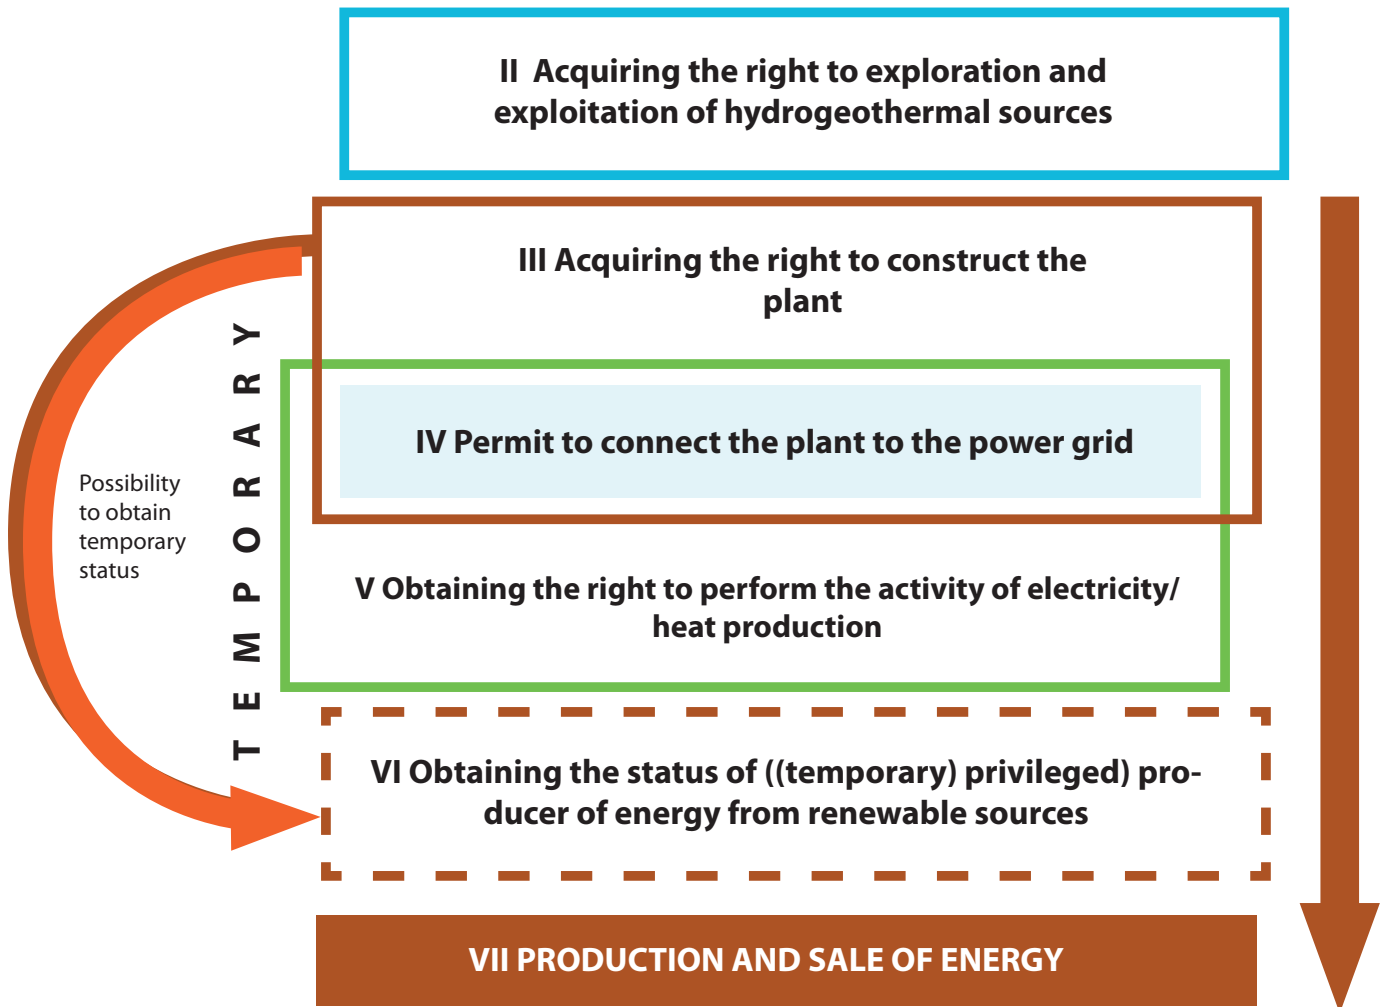 II  Acquiring the right to exploration and
exploitation of hydrogeothermal sources
III Acquiring the right to construct the
plant
IV Permit to connect the plant to the power grid
Possibility
to obtain
temporary
status
TEMPORARY
V Obtaining the right to perform the activity of electricity/
heat production
VI Obtaining the status of ((temporary) privileged) pro-
ducer of energy from renewable sources
VII PRODUCTION AND SALE OF ENERGY